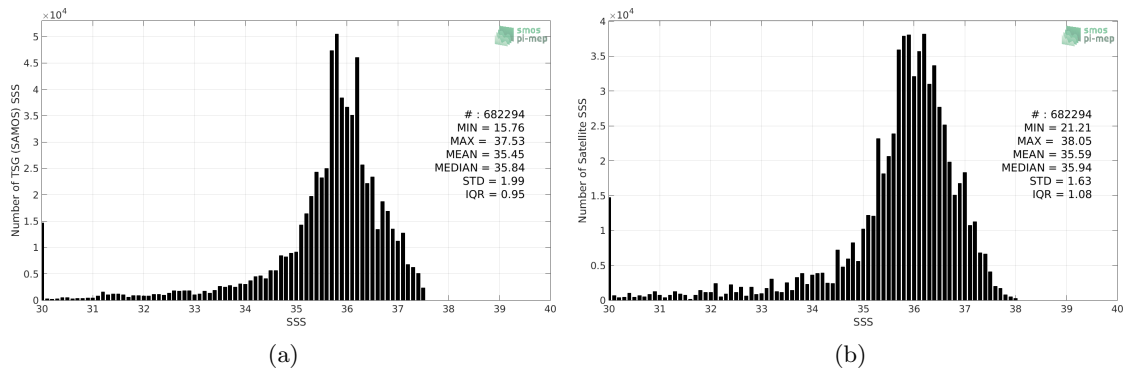 ×10⁴
5
4.5
4
3.5
3
2.5
2
1.5
1
0.5
0
Number of TSG (SAMOS) SSS
30 31 32 33 34 35 36 37 38 39 40
SSS
smos
pi-mep
# : 682294
MIN = 15.76
MAX = 37.53
MEAN = 35.45
MEDIAN = 35.84
STD = 1.99
IQR = 0.95
(a)
×10⁴
4
3.5
3
2.5
2
1.5
1
0.5
0
Number of Satellite SSS
30 31 32 33 34 35 36 37 38 39 40
SSS
smos
pi-mep
# : 682294
MIN = 21.21
MAX = 38.05
MEAN = 35.59
MEDIAN = 35.94
STD = 1.63
IQR = 1.08
(b)